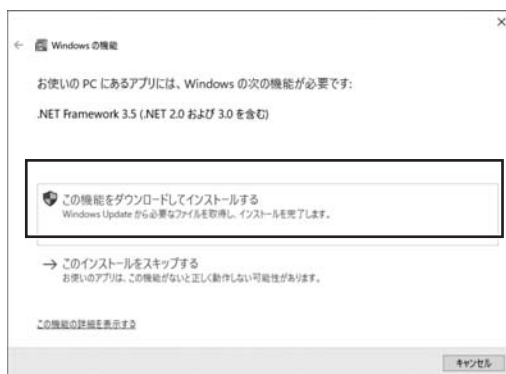 Windows の機能
お使いの PC にあるアプリには、Windows の次の機能が必要です:
.NET Framework 3.5 (.NET 2.0 および 3.0 を含む)
この機能をダウンロードしてインストールする
Windows Update から必要なファイルを取得し、インストールを完了します。
→ このインストールをスキップする
お使いのアプリは、この機能がないと正しく動作しない可能性があります。
この機能の詳細を表示する
キャンセル